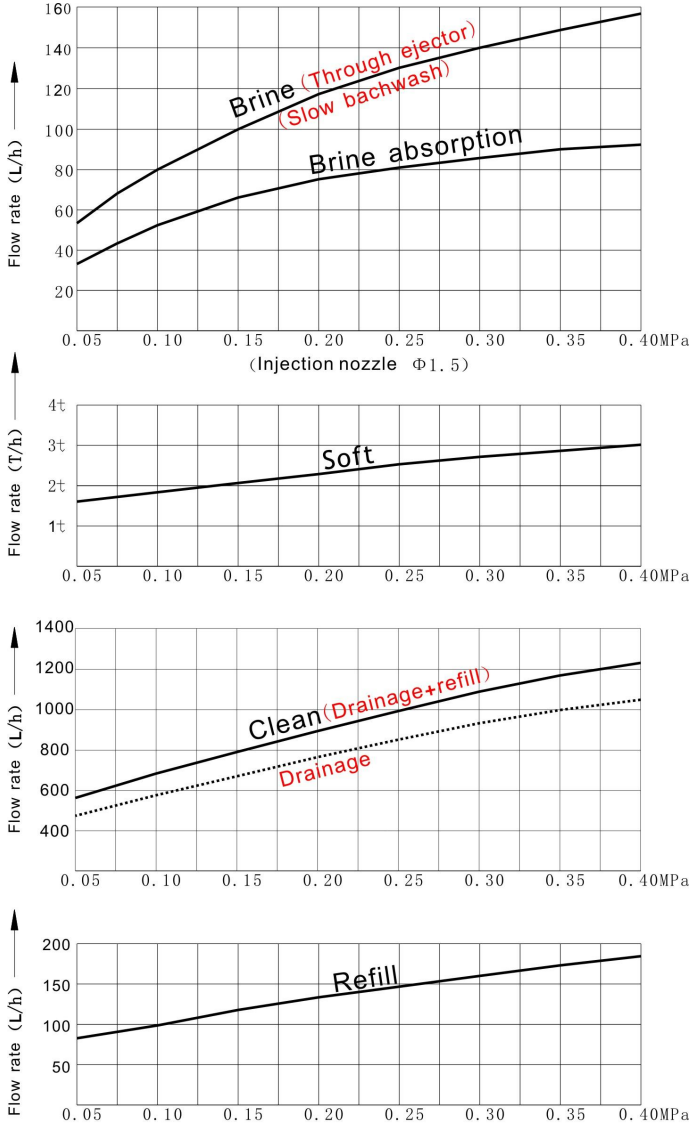 160
140
120
100
80
60
40
20
Flow rate (L/h)
Brine (Through ejector)
(Slow bachwash)
Brine absorption
0.05 0.10 0.15 0.20 0.25 0.30 0.35 0.40MPa
(Injection nozzle Φ1.5)
4t
3t
2t
1t
Flow rate (T/h)
Soft
0.05 0.10 0.15 0.20 0.25 0.30 0.35 0.40MPa
1400
1200
1000
800
600
400
Flow rate (L/h)
Clean(Drainage+refill)
Drainage
0.05 0.10 0.15 0.20 0.25 0.30 0.35 0.40MPa
200
150
100
50
Flow rate (L/h)
Refill
0.05 0.10 0.15 0.20 0.25 0.30 0.35 0.40MPa